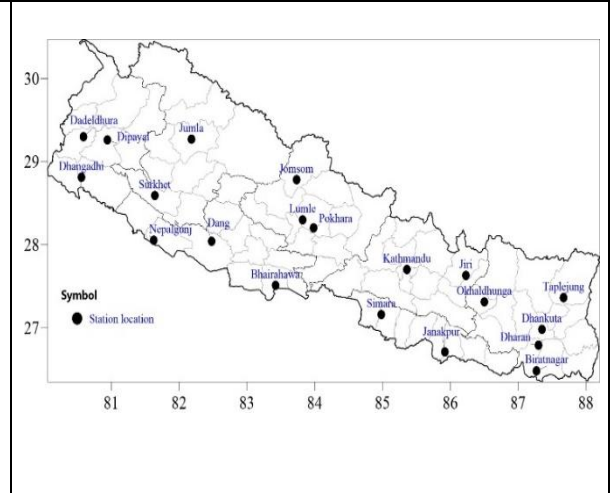 30
Dadeldhura
Jumla
Dipayal
29
Dhangadhi
Jomsom
Surkhet
Lumle
Pokhara
Nepalgunj
Dang
28
Kathmandu
Jiri
Bhairahawa
Okhaldhunga
Taplejung
Symbol
Simara
Station location
Dhankuta
27
Janakpur
Dharan
Biratnagar
81 82 83 84 85 86 87 88